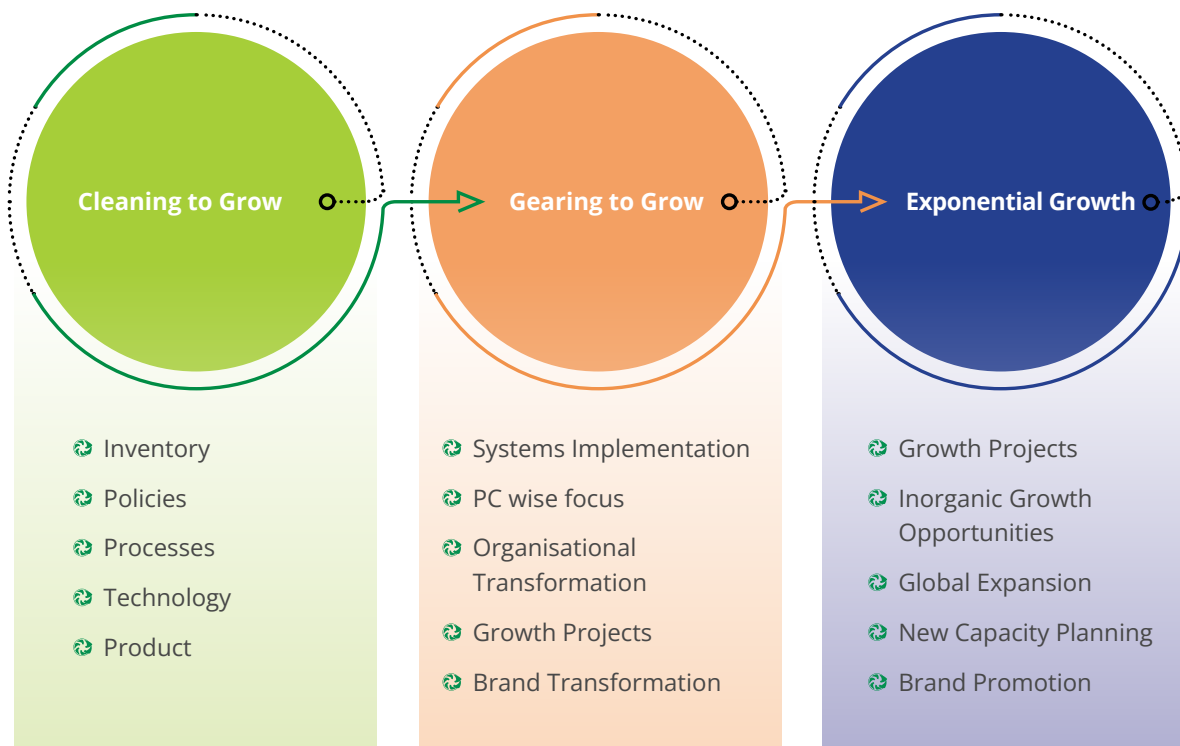 Cleaning to Grow
Inventory
Policies
Processes
Technology
Product
Gearing to Grow
Systems Implementation
PC wise focus
Organisational
Transformation
Growth Projects
Brand Transformation
Exponential Growth
Growth Projects
Inorganic Growth
Opportunities
Global Expansion
New Capacity Planning
Brand Promotion